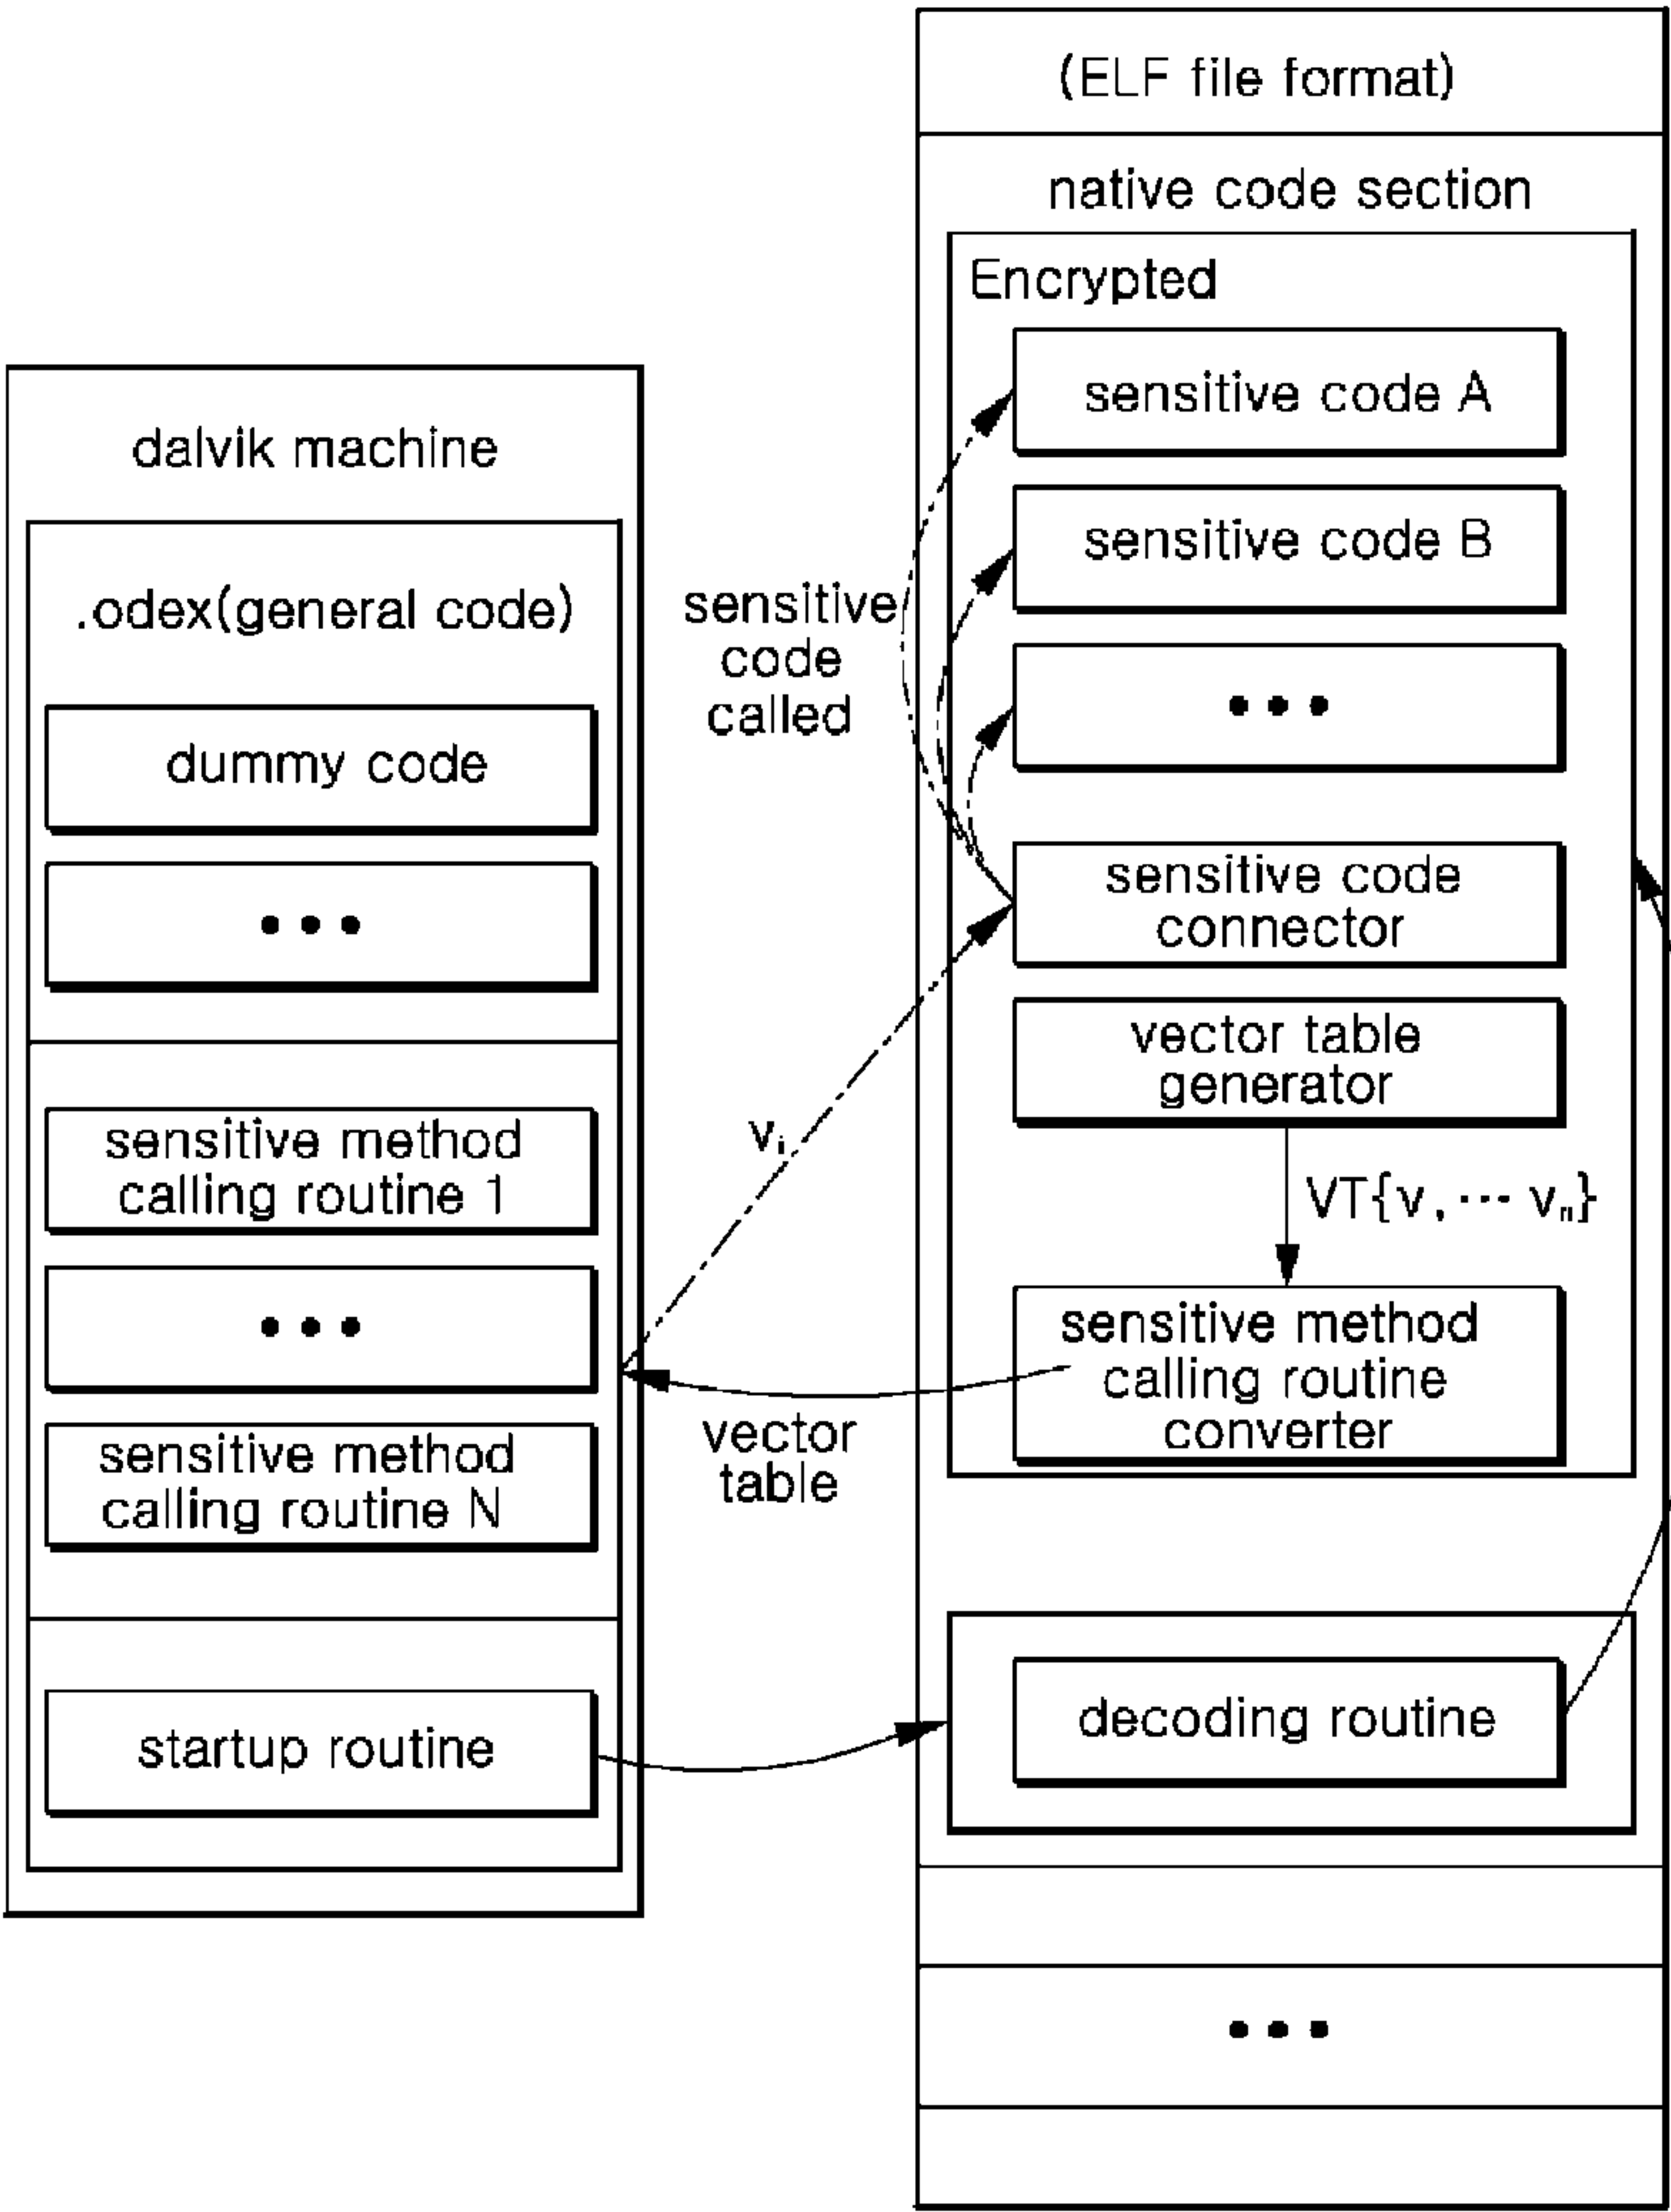 dalvik machine
.odex(general code)
dummy code
•••
sensitive method
calling routine 1
•••
sensitive method
calling routine N
startup routine
sensitive
code
called
vᵢ
vector
table
(ELF file format)
native code section
Encrypted
sensitive code A
sensitive code B
•••
sensitive code
connector
vector table
generator
VT{v, ··· vₙ}
sensitive method
calling routine
converter
decoding routine
•••